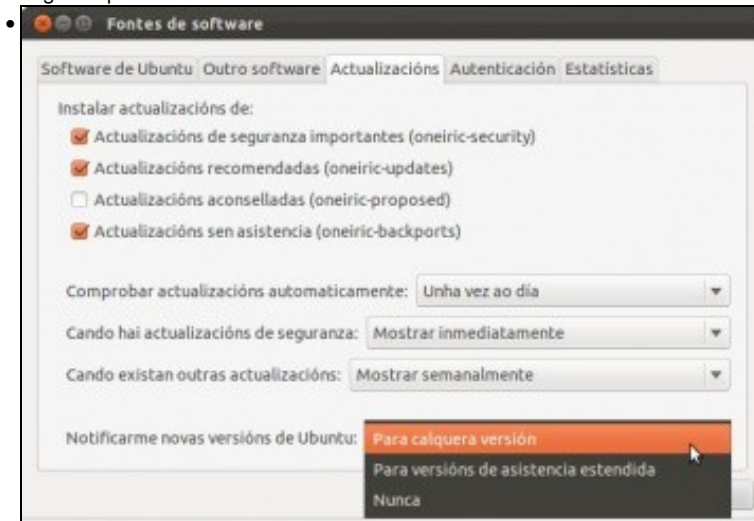 Fontes de software
Software de Ubuntu Outro software Actualizacións Autenticación Estatísticas
Instalar actualizacións de:
Actualizacións de seguranza importantes (oneiric-security)
Actualizacións recomendadas (oneiric-updates)
Actualizacións aconselladas (oneiric-proposed)
Actualizacións sen asistencia (oneiric-backports)
Comprobar actualizacións automaticamente: Unha vez ao día
Cando hai actualizacións de seguranza: Mostrar inmediatamente
Cando existan outras actualizacións: Mostrar semanalmente
Notificarme novas versións de Ubuntu: Para calquera versión
Para versións de asistencia estendida
Nunca